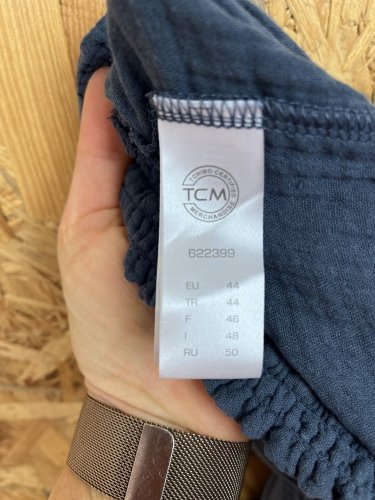 TCHIBO CERTIFIED
TCM
MERCHANDISE
622399
EU 44
TR 44
F 46
I 48
RU 50